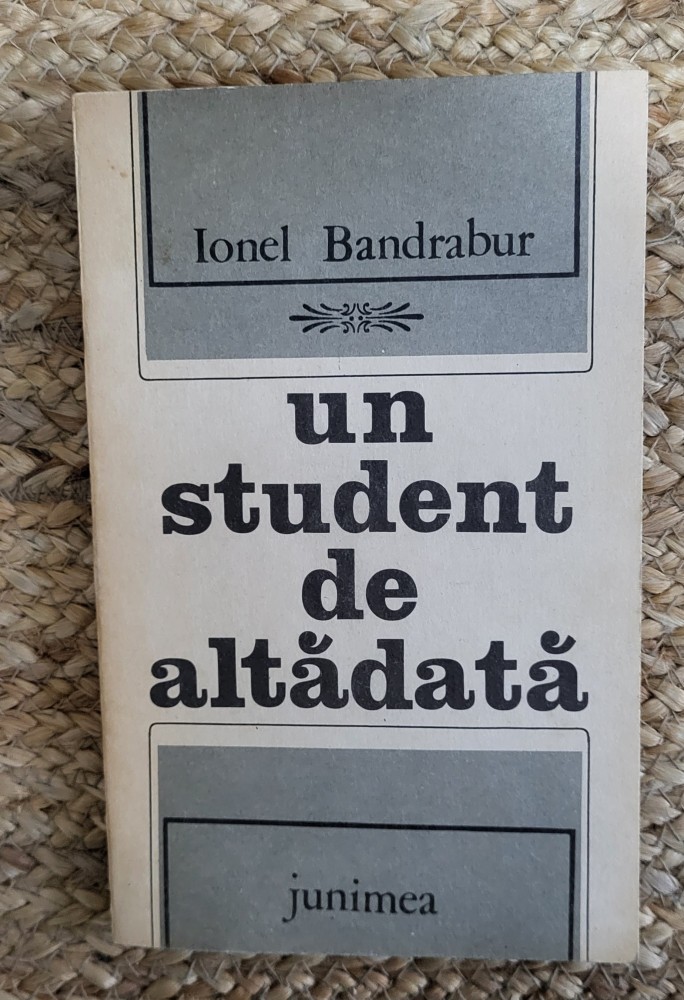 Ionel Bandrabur
un
student
de
altădată
junimea